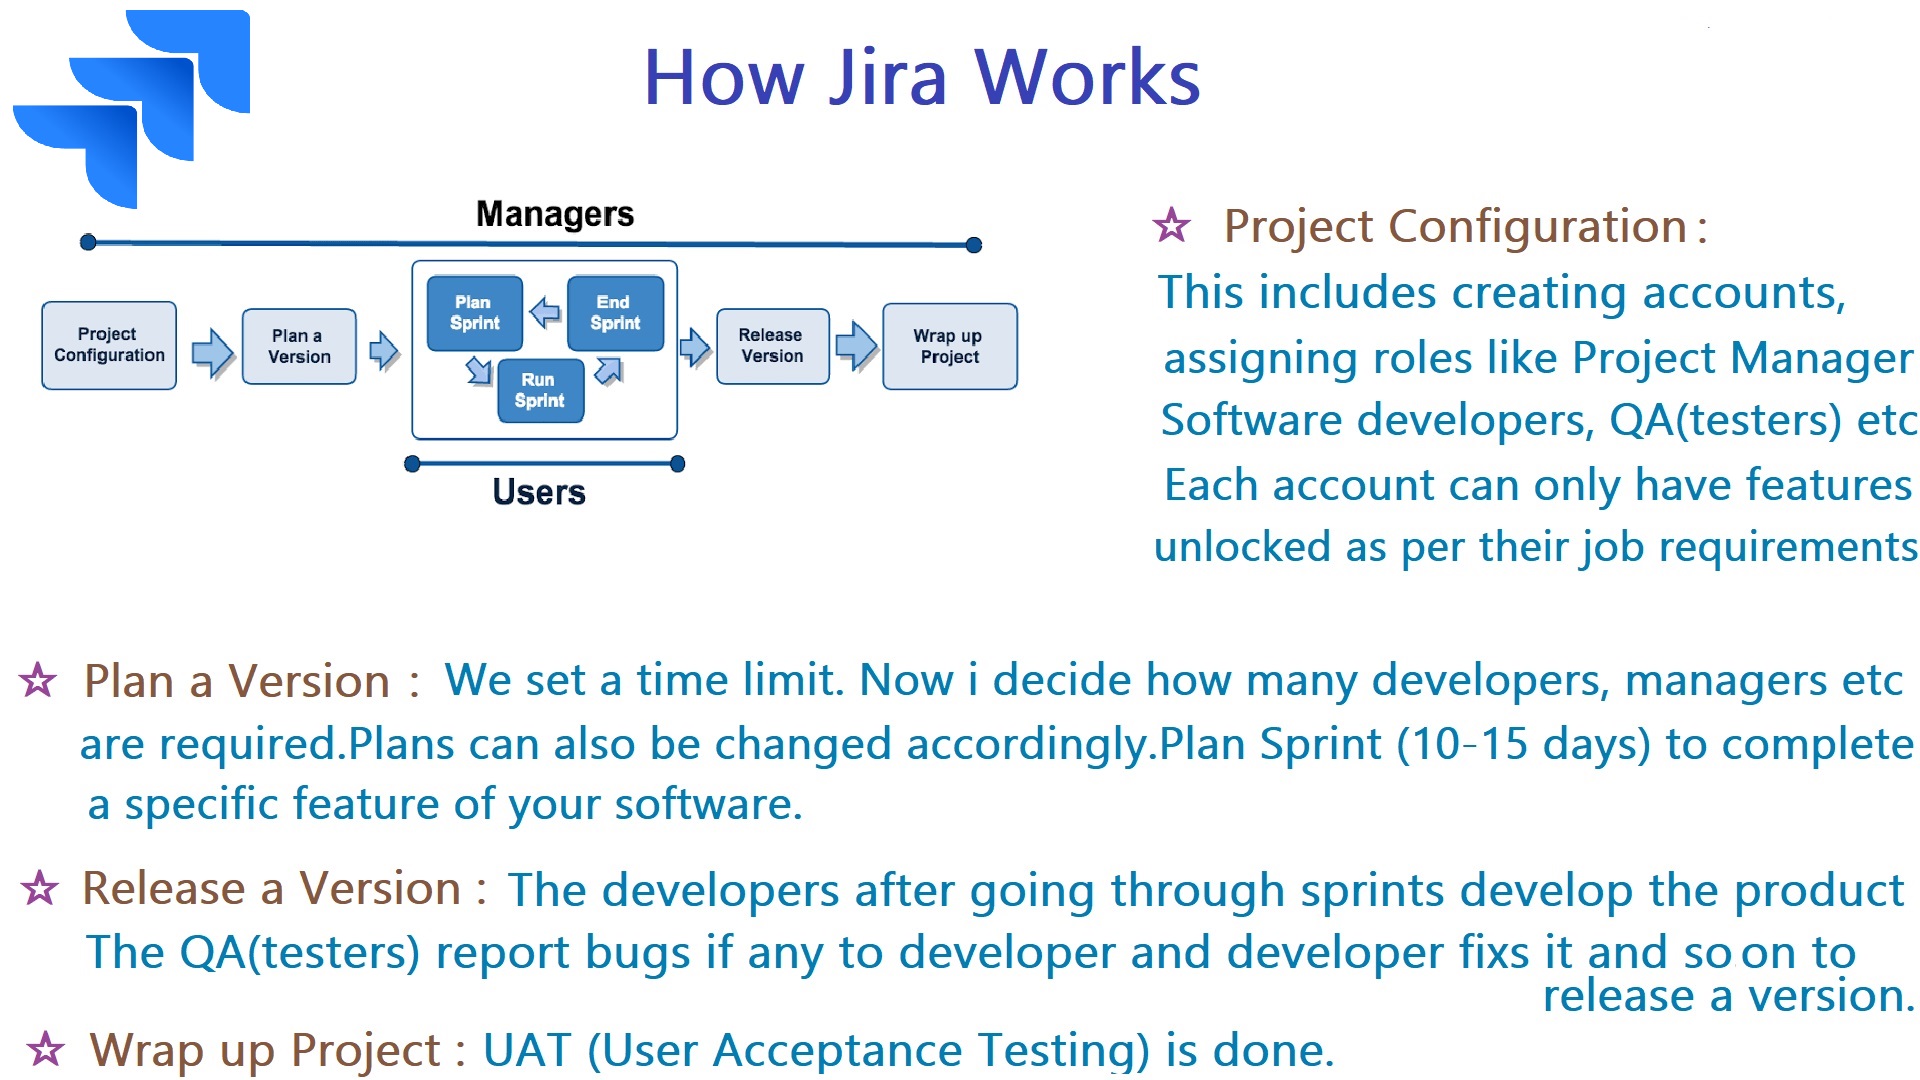 How Jira Works
Managers
Project
Configuration
Plan a
Version
Plan
Sprint
End
Sprint
Run
Sprint
Release
Version
Wrap up
Project
Users
☆ Project Configuration :
This includes creating accounts,
assigning roles like Project Manager
Software developers, QA(testers) etc
Each account can only have features
unlocked as per their job requirements
☆ Plan a Version : We set a time limit. Now i decide how many developers, managers etc
are required.Plans can also be changed accordingly.Plan Sprint (10-15 days) to complete
a specific feature of your software.
☆ Release a Version : The developers after going through sprints develop the product
The QA(testers) report bugs if any to developer and developer fixs it and so on to
release a version.
☆ Wrap up Project : UAT (User Acceptance Testing) is done.